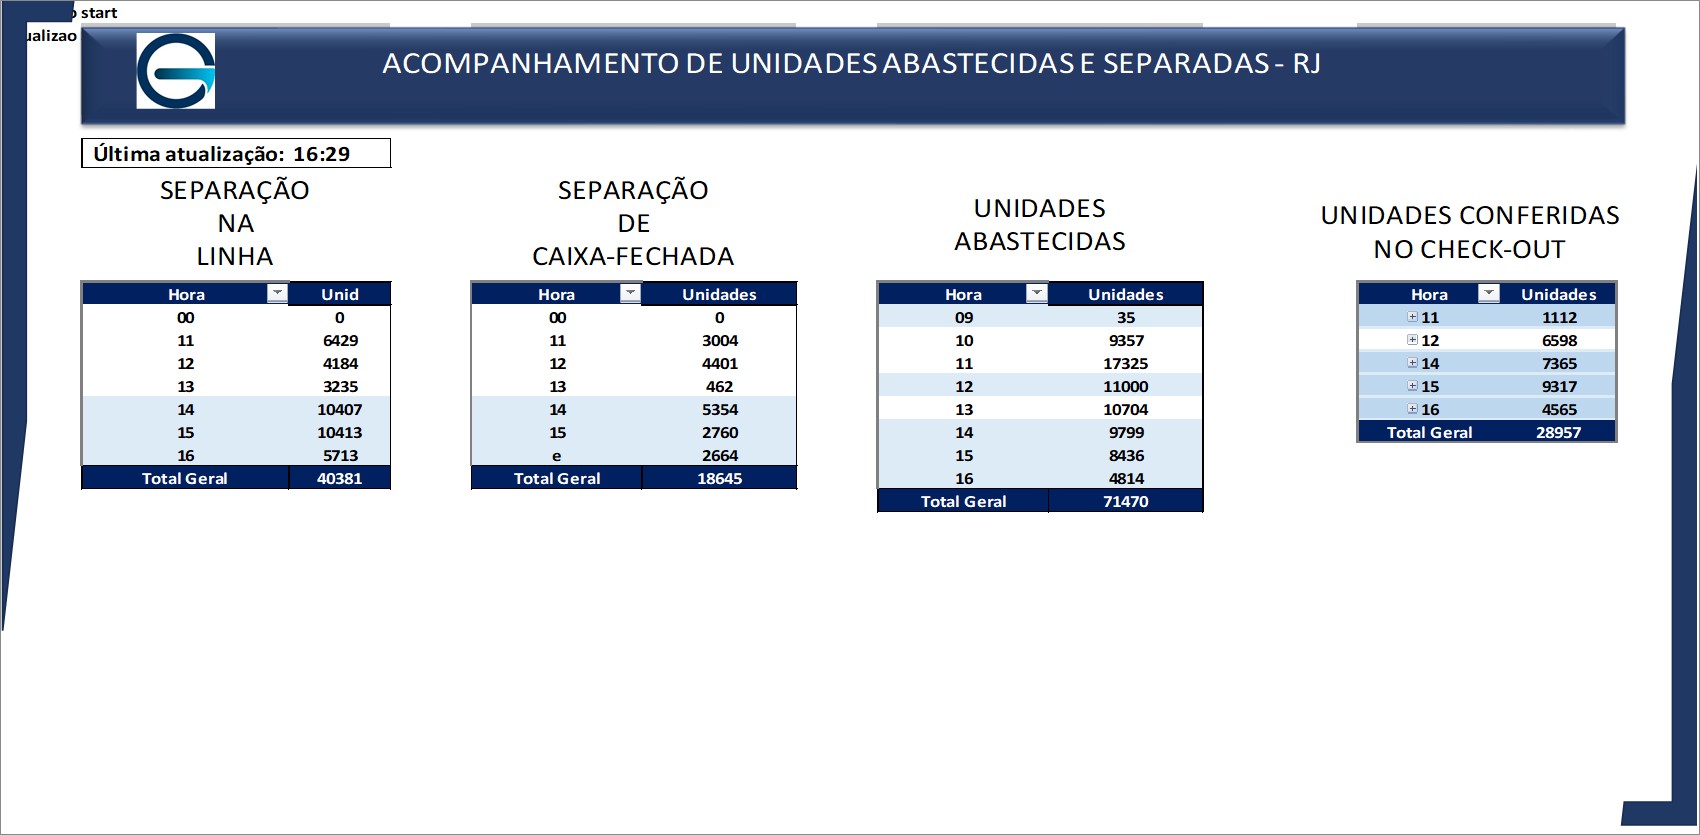 start
ualizao
ACOMPANHAMENTO DE UNIDADES ABASTECIDAS E SEPARADAS - RJ
Última atualização: 16:29
SEPARAÇÃO
NA
LINHA
Hora Unid
00 0
11 6429
12 4184
13 3235
14 10407
15 10413
16 5713
Total Geral 40381
SEPARAÇÃO
DE
CAIXA-FECHADA
Hora Unidades
00 0
11 3004
12 4401
13 462
14 5354
15 2760
e 2664
Total Geral 18645
UNIDADES
ABASTECIDAS
Hora Unidades
09 35
10 9357
11 17325
12 11000
13 10704
14 9799
15 8436
16 4814
Total Geral 71470
UNIDADES CONFERIDAS
NO CHECK-OUT
Hora Unidades
11 1112
12 6598
14 7365
15 9317
16 4565
Total Geral 28957